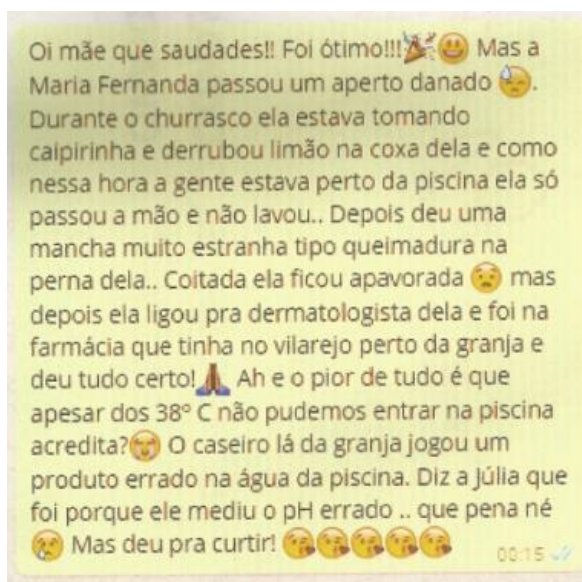 Oi mãe que saudades!! Foi ótimo!!!🎉😃 Mas a
Maria Fernanda passou um aperto danado 😓.
Durante o churrasco ela estava tomando
caipirinha e derrubou limão na coxa dela e como
nessa hora a gente estava perto da piscina ela só
passou a mão e não lavou.. Depois deu uma
mancha muito estranha tipo queimadura na
perna dela.. Coitada ela ficou apavorada 😟 mas
depois ela ligou pra dermatologista dela e foi na
farmácia que tinha no vilarejo perto da granja e
deu tudo certo!🙏 Ah e o pior de tudo é que
apesar dos 38º C não pudemos entrar na piscina
acredita?😭 O caseiro lá da granja jogou um
produto errado na água da piscina. Diz a Júlia que
foi porque ele mediu o pH errado .. que pena né
😢 Mas deu pra curtir! 😘😘😘😘😘
00:15